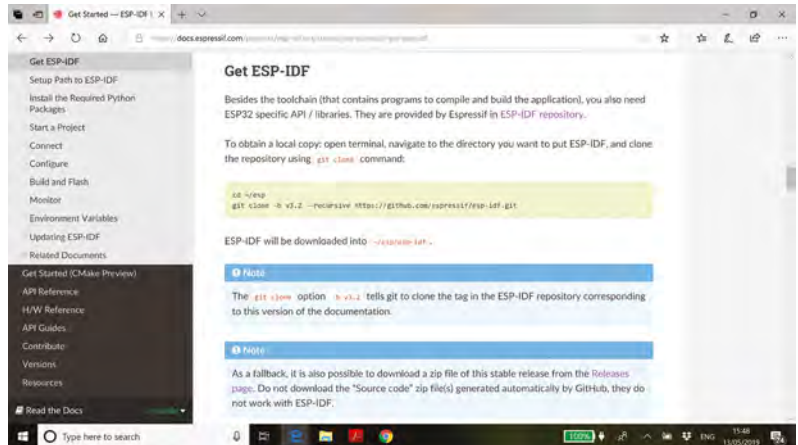 Get Started — ESP-IDF
docs.espressif.com
Get ESP-IDF
Setup Path to ESP-IDF
Install the Required Python
Packages
Start a Project
Connect
Configure
Build and Flash
Monitor
Environment Variables
Updating ESP-IDF
Related Documents
Get Started (CMake Preview)
API Reference
H/W Reference
API Guides
Contribute
Versions
Resources
Read the Docs
Get ESP-IDF
Besides the toolchain (that contains programs to compile and build the application), you also need
ESP32 specific API / libraries. They are provided by Espressif in ESP-IDF repository.
To obtain a local copy: open terminal, navigate to the directory you want to put ESP-IDF, and clone
the repository using git clone command:
cd ~/esp
git clone -b v3.2 --recursive https://github.com/espressif/esp-idf.git
ESP-IDF will be downloaded into ~/esp/esp-idf .
Note
The git clone option -b v3.2 tells git to clone the tag in the ESP-IDF repository corresponding
to this version of the documentation.
Note
As a fallback, it is also possible to download a zip file of this stable release from the Releases
page. Do not download the "Source code" zip file(s) generated automatically by GitHub, they do
not work with ESP-IDF.
Type here to search
100%
ENG
15:48
13/05/2019